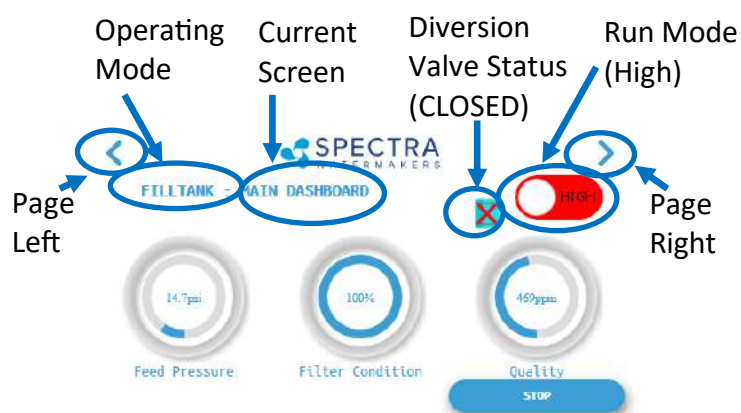 Operating
Mode
Current
Screen
Diversion
Valve Status
(CLOSED)
Run Mode
(High)
SPECTRA
WATERMAKERS
FILLTANK - MAIN DASHBOARD
HIGH
Page
Left
Page
Right
14.7psi
100%
469ppm
Feed Pressure
Filter Condition
Quality
STOP